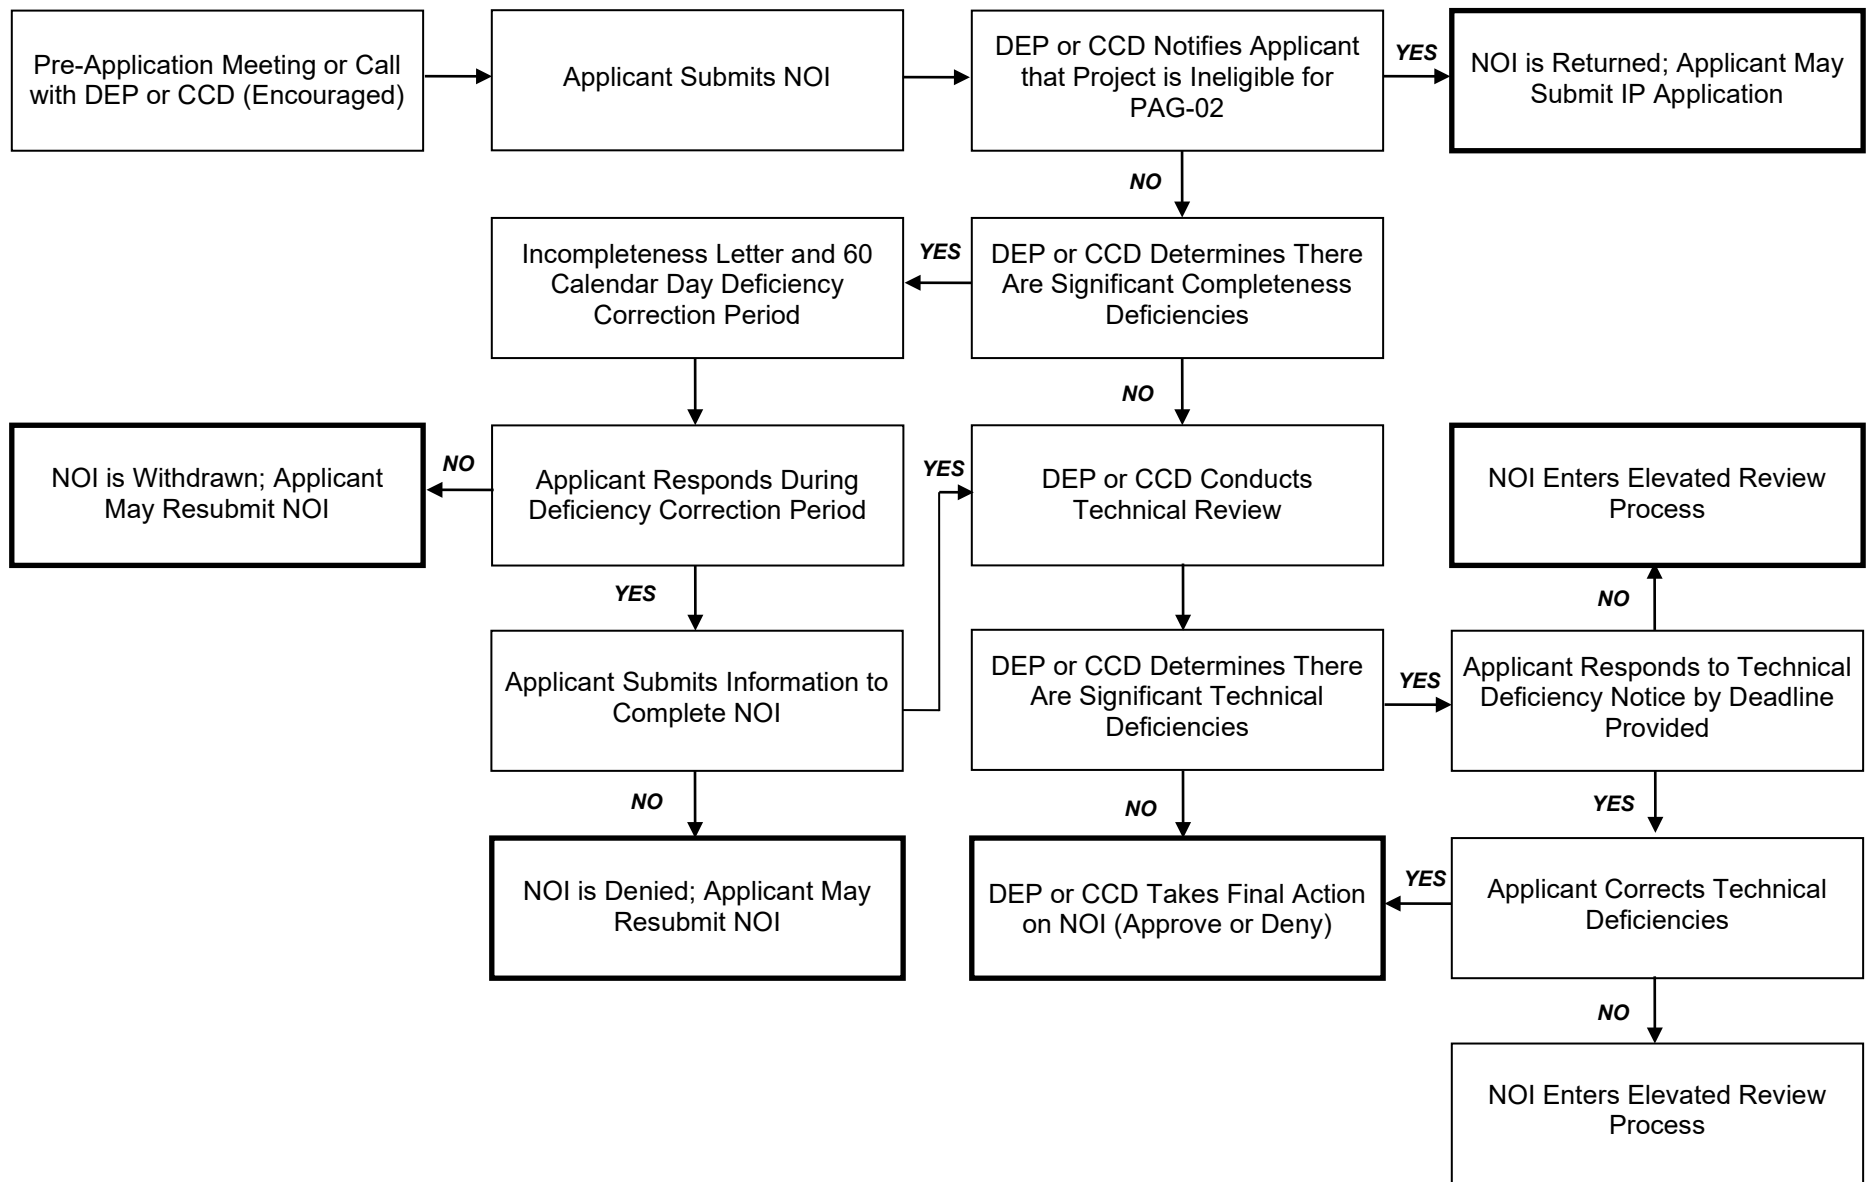 Pre-Application Meeting or Call
with DEP or CCD (Encouraged)
Applicant Submits NOI
DEP or CCD Notifies Applicant
that Project is Ineligible for
PAG-02
YES
NOI is Returned; Applicant May
Submit IP Application
NO
Incompleteness Letter and 60
Calendar Day Deficiency
Correction Period
YES
DEP or CCD Determines There
Are Significant Completeness
Deficiencies
NO
NOI is Withdrawn; Applicant
May Resubmit NOI
NO
Applicant Responds During
Deficiency Correction Period
YES
DEP or CCD Conducts
Technical Review
NOI Enters Elevated Review
Process
YES
NO
Applicant Submits Information to
Complete NOI
DEP or CCD Determines There
Are Significant Technical
Deficiencies
YES
Applicant Responds to Technical
Deficiency Notice by Deadline
Provided
NO
NO
YES
NOI is Denied; Applicant May
Resubmit NOI
DEP or CCD Takes Final Action
on NOI (Approve or Deny)
YES
Applicant Corrects Technical
Deficiencies
NO
NOI Enters Elevated Review
Process